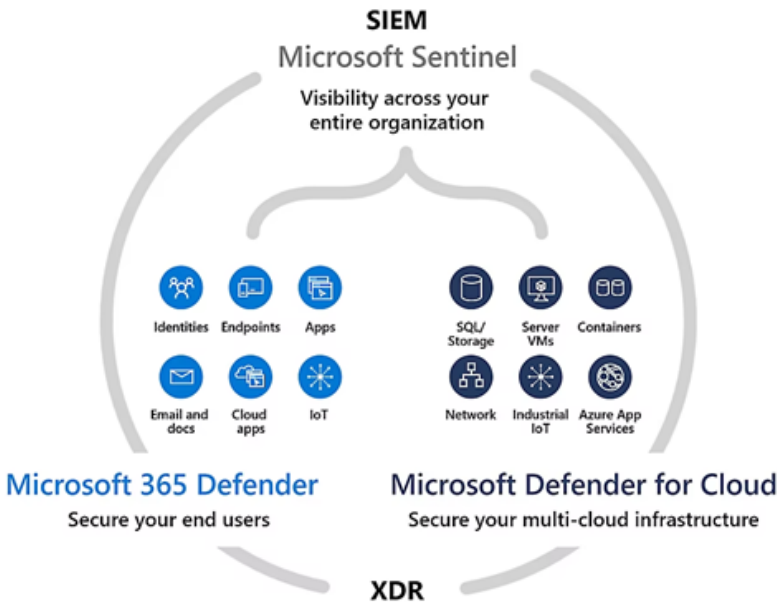 SIEM
Microsoft Sentinel
Visibility across your
entire organization
Identities
Endpoints
Apps
Email and
docs
Cloud
apps
IoT
SQL/
Storage
Server
VMs
Containers
Network
Industrial
IoT
Azure App
Services
Microsoft 365 Defender
Secure your end users
Microsoft Defender for Cloud
Secure your multi-cloud infrastructure
XDR